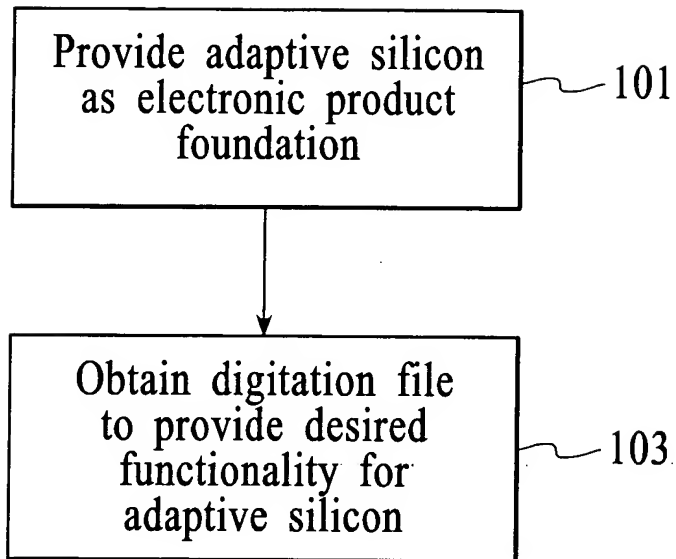 Provide adaptive silicon
as electronic product
foundation
101
Obtain digitation file
to provide desired
functionality for
adaptive silicon
103